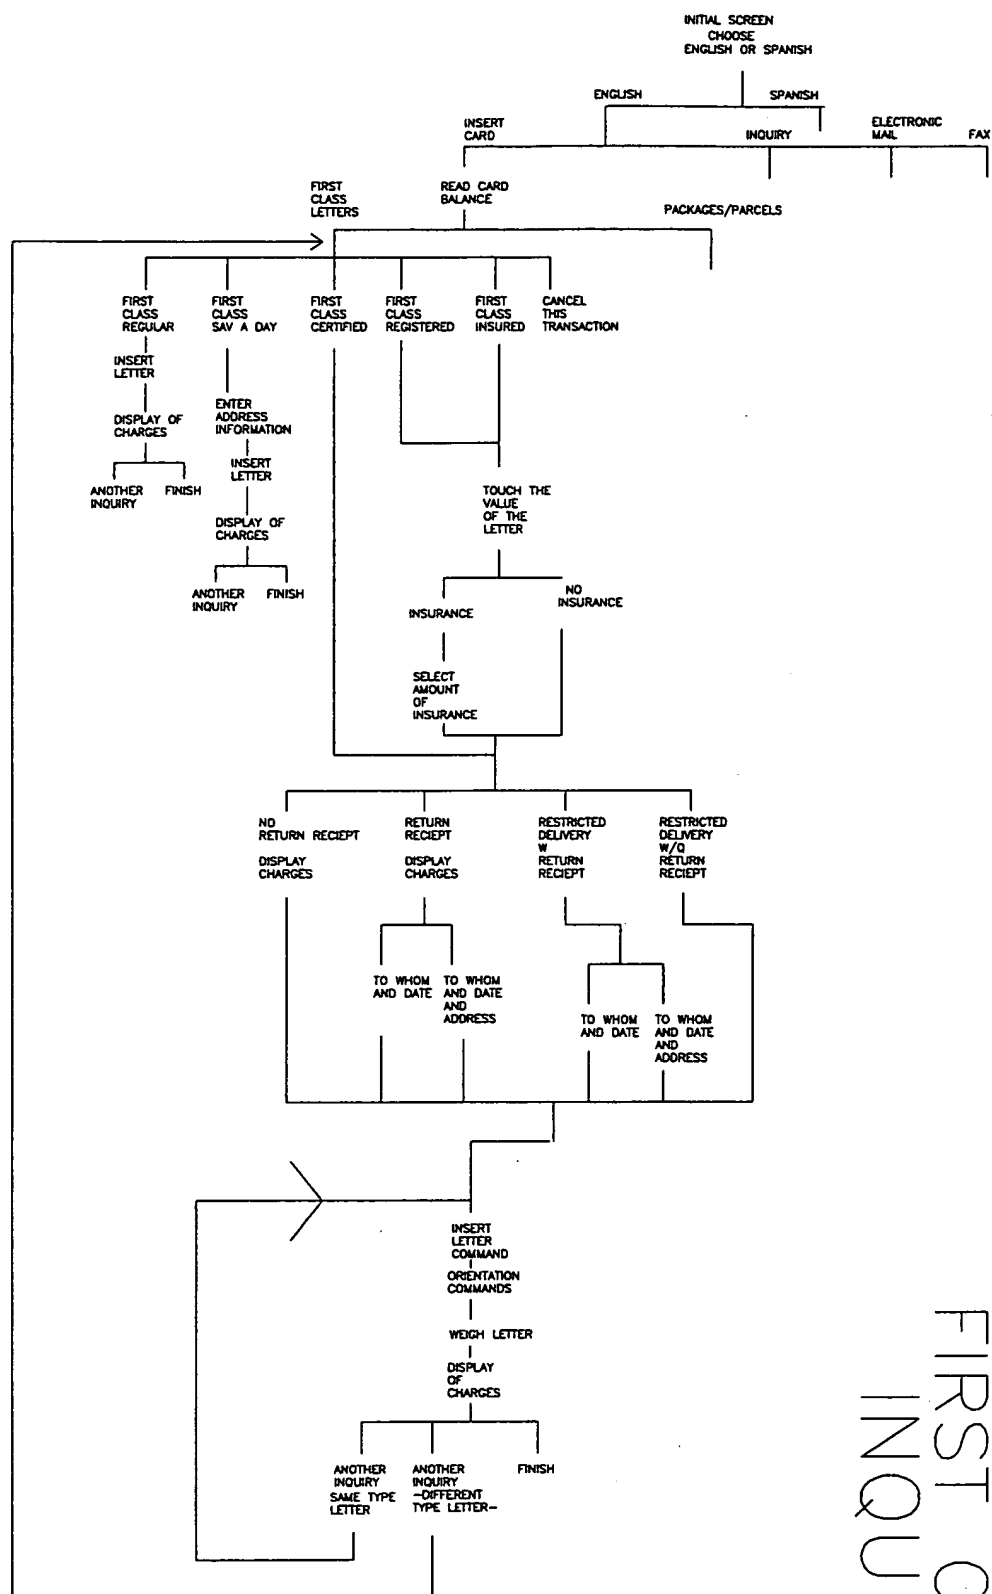 INITIAL SCREEN
CHOOSE
ENGLISH OR SPANISH
ENGLISH
SPANISH
INSERT
CARD
INQUIRY
ELECTRONIC
MAIL
FAX
FIRST
CLASS
LETTERS
READ CARD
BALANCE
PACKAGES/PARCELS
FIRST
CLASS
REGULAR
FIRST
CLASS
SAV A DAY
FIRST
CLASS
CERTIFIED
FIRST
CLASS
REGISTERED
FIRST
CLASS
INSURED
CANCEL
THIS
TRANSACTION
INSERT
LETTER
DISPLAY OF
CHARGES
ANOTHER
INQUIRY
FINISH
ENTER
ADDRESS
INFORMATION
INSERT
LETTER
DISPLAY OF
CHARGES
ANOTHER
INQUIRY
FINISH
TOUCH THE
VALUE
OF THE
LETTER
INSURANCE
NO
INSURANCE
SELECT
AMOUNT
OF
INSURANCE
NO
RETURN RECIEPT
DISPLAY
CHARGES
RETURN
RECIEPT
DISPLAY
CHARGES
RESTRICTED
DELIVERY
W
RETURN
RECIEPT
RESTRICTED
DELIVERY
W/O
RETURN
RECIEPT
TO WHOM
AND DATE
TO WHOM
AND DATE
AND
ADDRESS
TO WHOM
AND DATE
TO WHOM
AND DATE
AND
ADDRESS
INSERT
LETTER
COMMAND
ORIENTATION
COMMANDS
WEIGH LETTER
DISPLAY
OF
CHARGES
ANOTHER
INQUIRY
SAME TYPE
LETTER
ANOTHER
INQUIRY
-DIFFERENT
TYPE LETTER-
FINISH
FIRST C
INQU